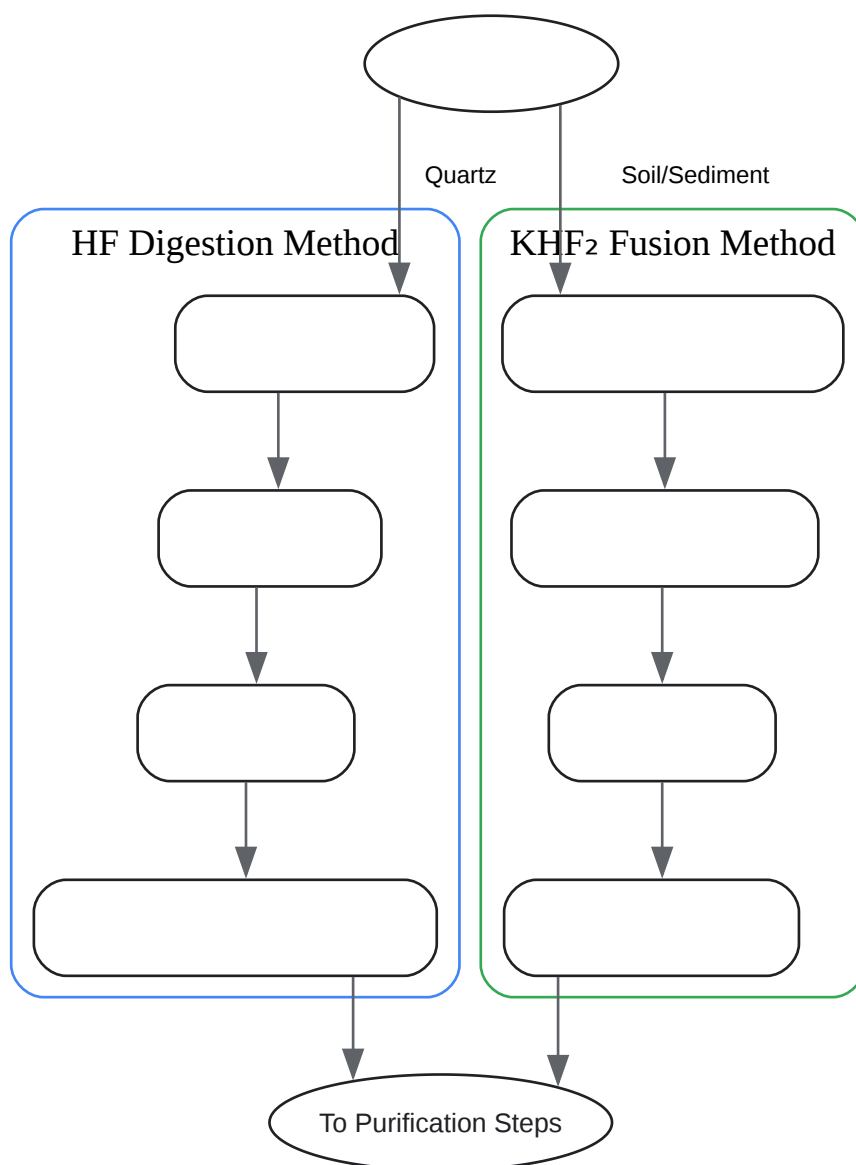 Quartz
Soil/Sediment
HF Digestion Method
KHF₂ Fusion Method
To Purification Steps